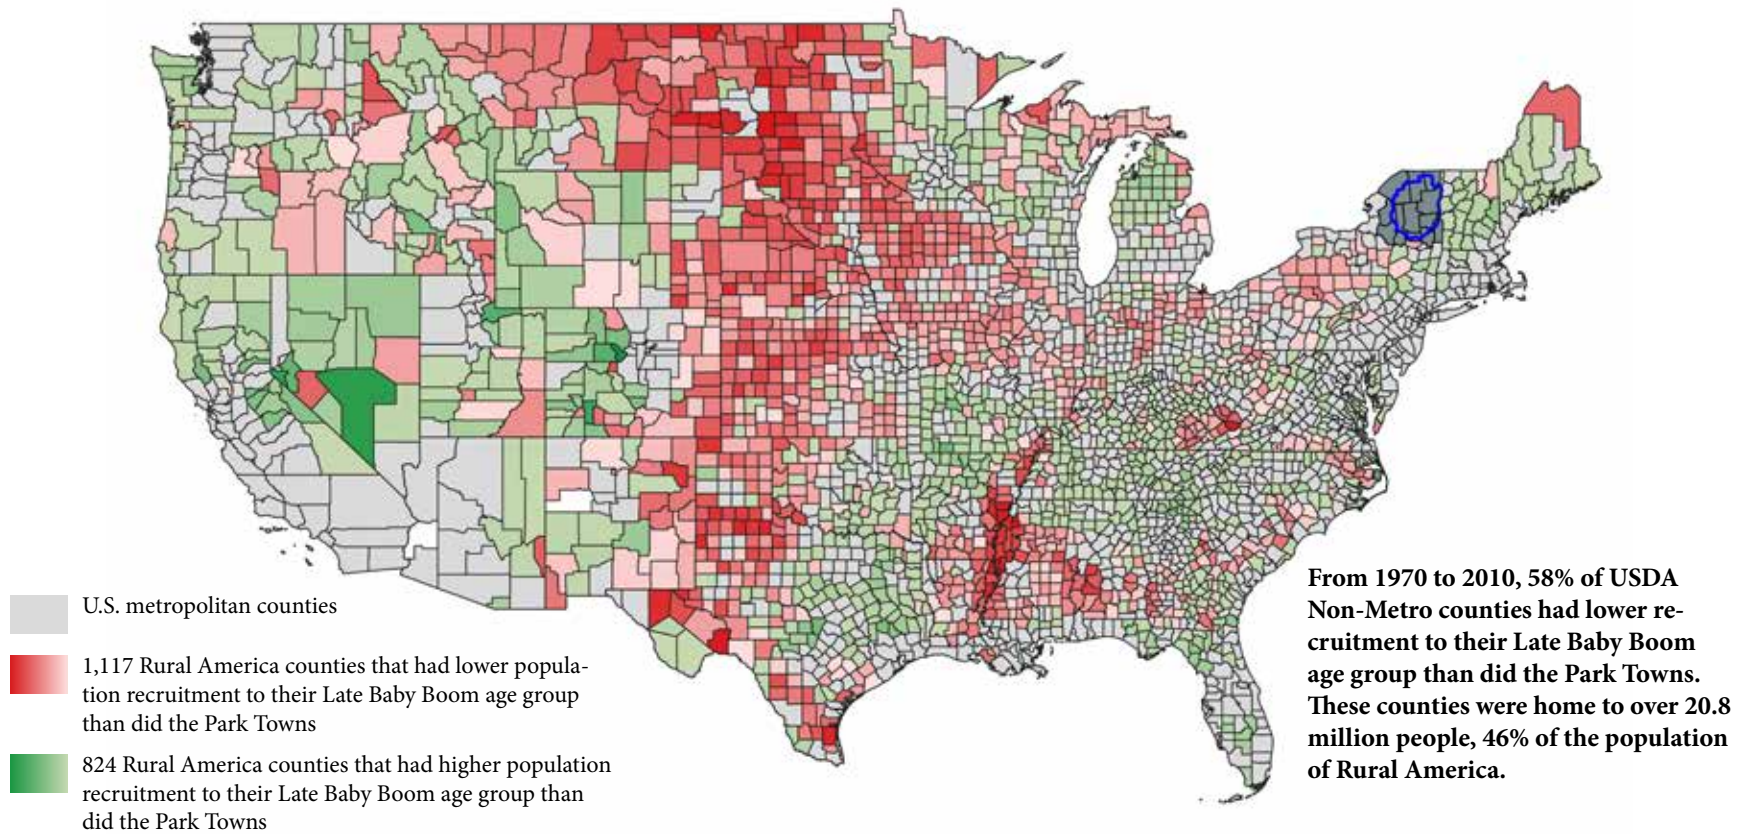 U.S. metropolitan counties
1,117 Rural America counties that had lower popula-
tion recruitment to their Late Baby Boom age group
than did the Park Towns
824 Rural America counties that had higher population
recruitment to their Late Baby Boom age group than
did the Park Towns
From 1970 to 2010, 58% of USDA
Non-Metro counties had lower re-
cruitment to their Late Baby Boom
age group than did the Park Towns.
These counties were home to over 20.8
million people, 46% of the population
of Rural America.